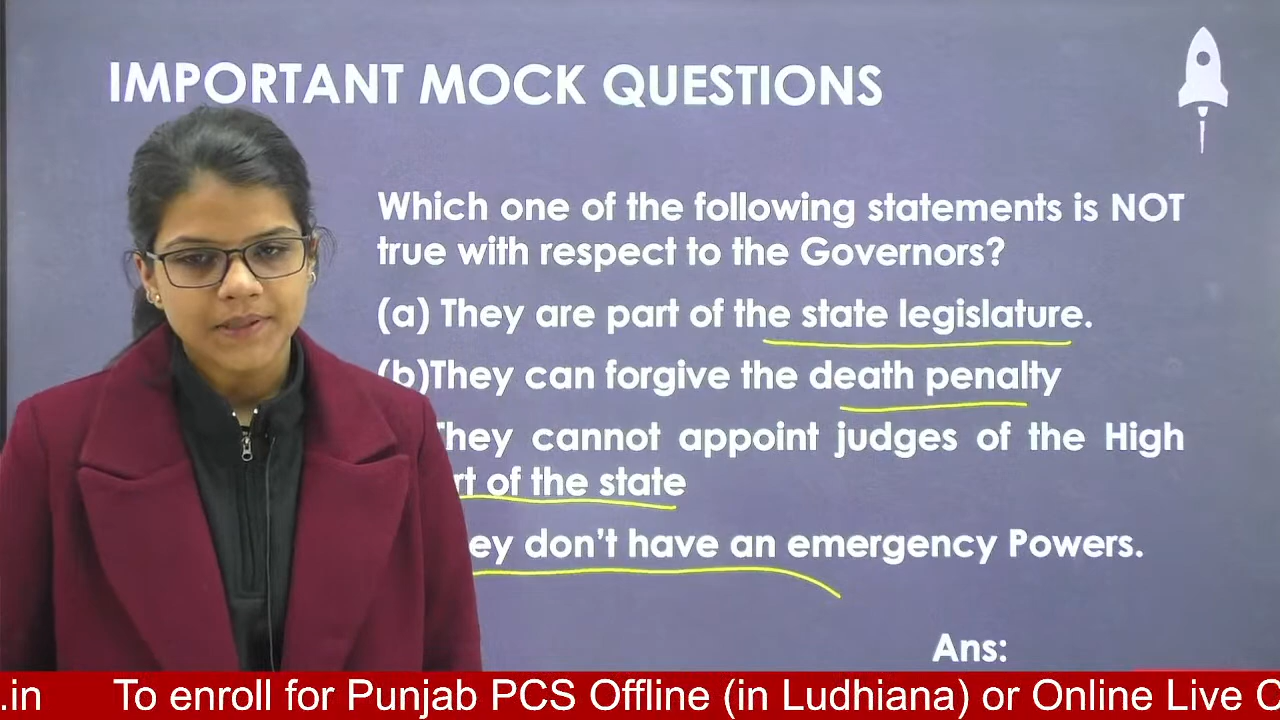 IMPORTANT MOCK QUESTIONS
Which one of the following statements is NOT
true with respect to the Governors?
(a) They are part of the state legislature.
(b)They can forgive the death penalty
They cannot appoint judges of the High
of the state
don't have an emergency Powers.
Ans:
.in To enroll for Punjab PCS Offline (in Ludhiana) or Online Live